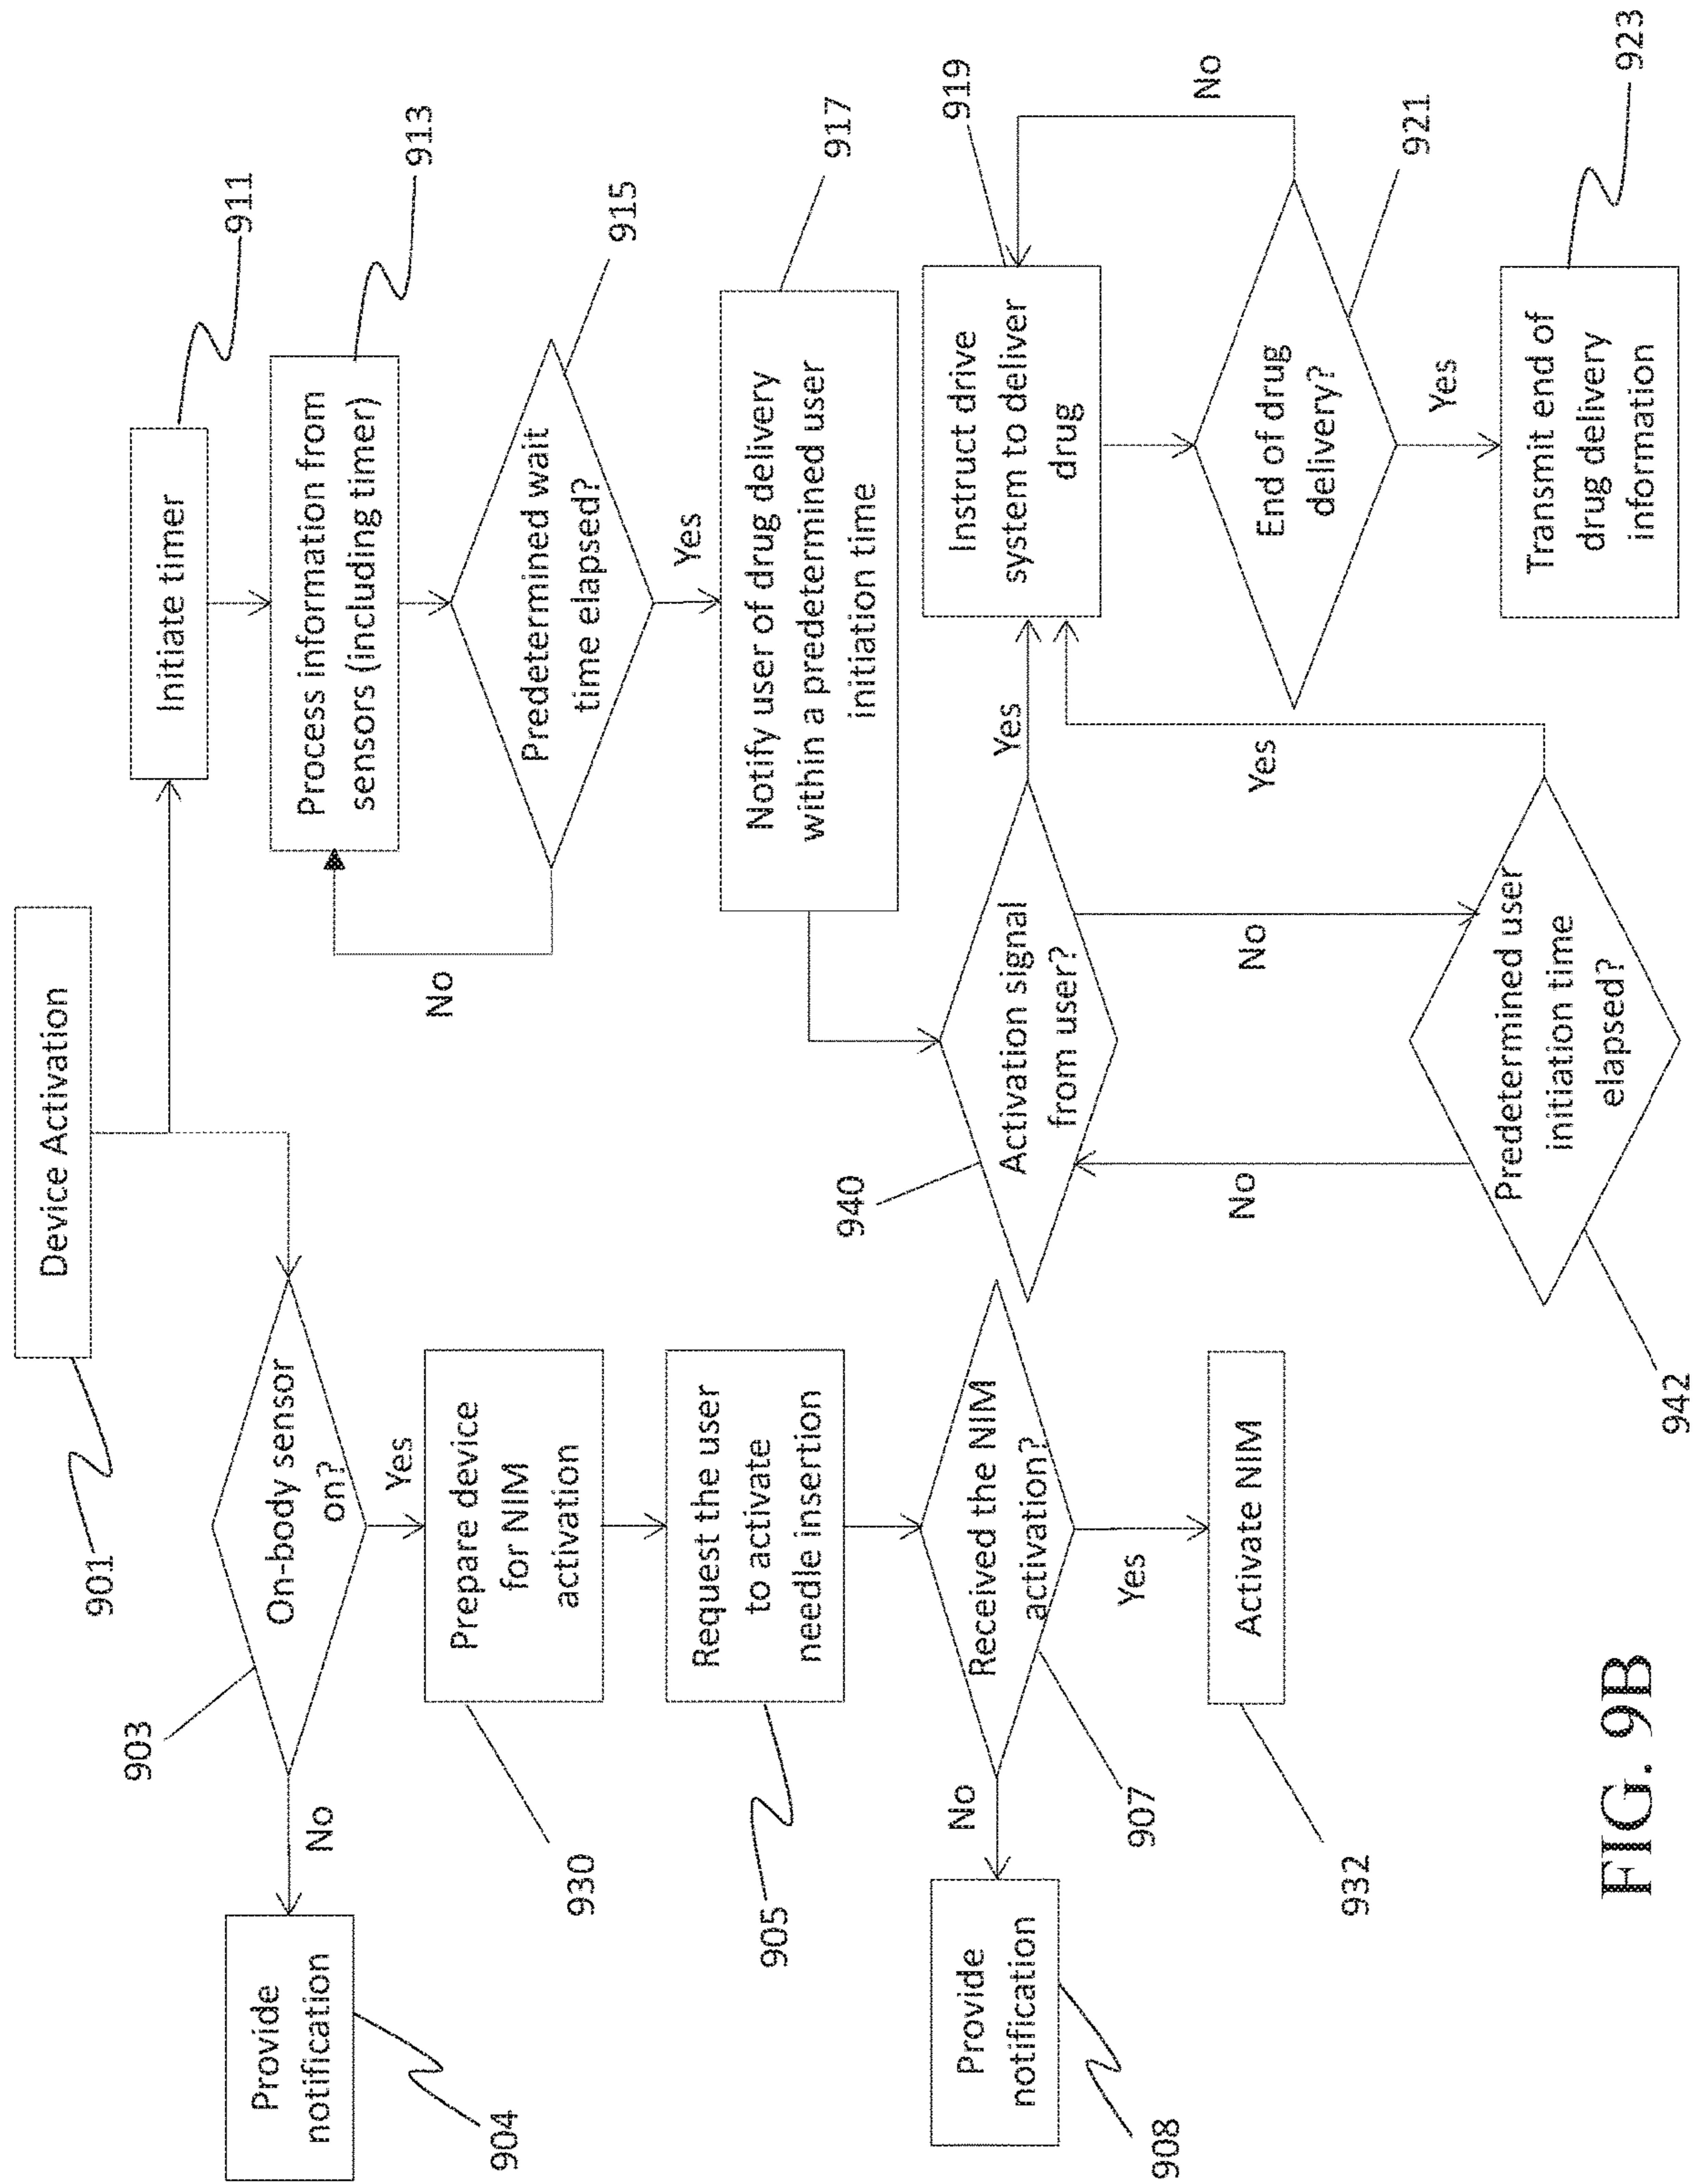 Device Activation
901
On-body sensor
on?
903
No
Provide
notification
904
Yes
Prepare device
for NIM
activation
930
Request the user
to activate
needle insertion
905
Received the NIM
activation?
907
No
Provide
notification
908
Yes
Activate NIM
932
Initiate timer
911
Process information from
sensors (including timer)
913
Predetermined wait
time elapsed?
915
No
Yes
Notify user of drug delivery
within a predetermined user
initiation time
917
Activation signal
from user?
940
Yes
No
No
Predetermined user
initiation time
elapsed?
942
Yes
Instruct drive
system to deliver
drug
919
No
End of drug
delivery?
921
Yes
Transmit end of
drug delivery
information
923
FIG. 9B